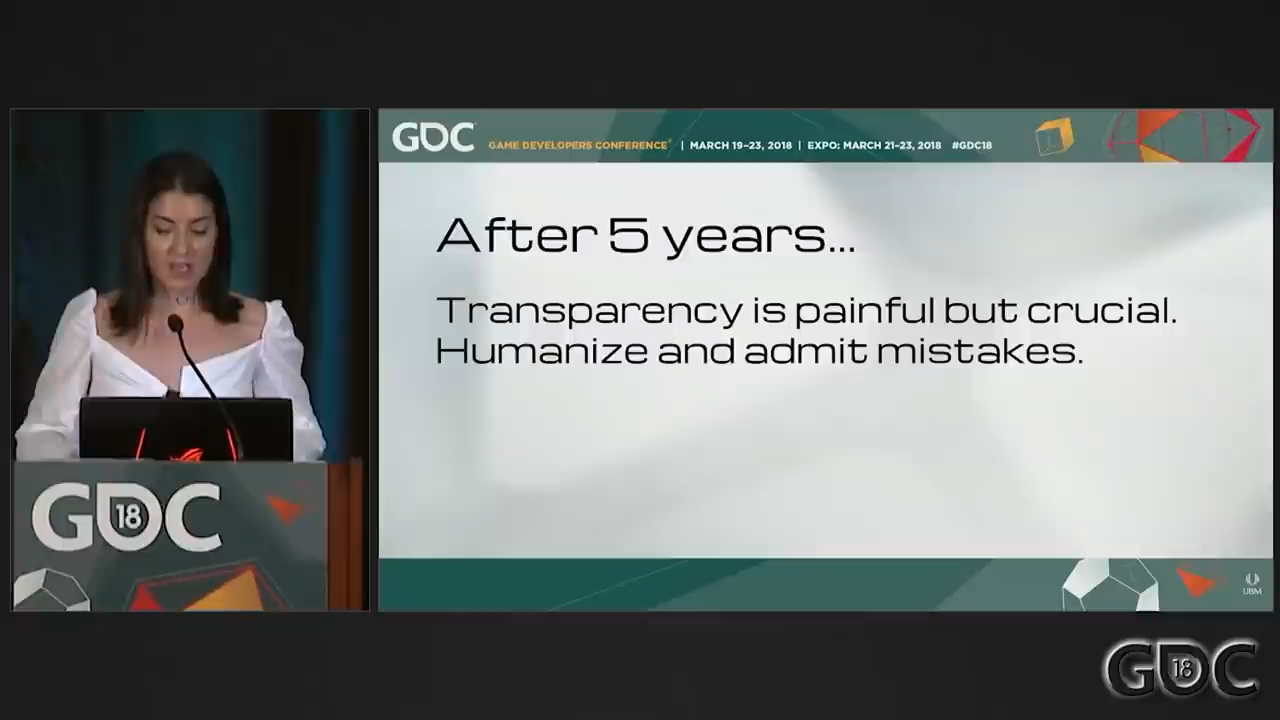 GDC
GAME DEVELOPERS CONFERENCE® | MARCH 19–23, 2018 | EXPO: MARCH 21–23, 2018 #GDC18
After 5 years...
Transparency is painful but crucial.
Humanize and admit mistakes.
GDC
18
UBM
GDC
18